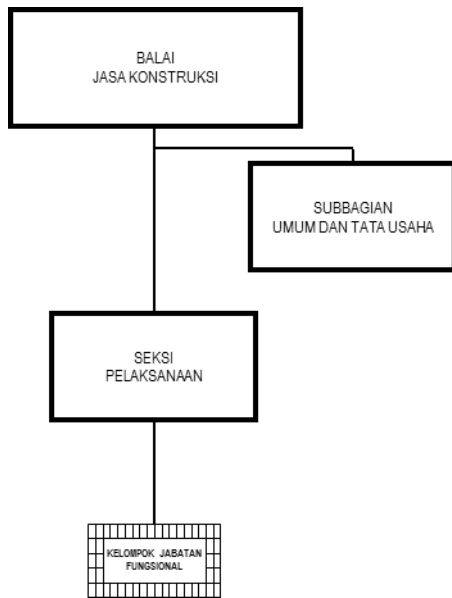 BALAI
JASA KONSTRUKSI
SUBBAGIAN
UMUM DAN TATA USAHA
SEKSI
PELAKSANAAN
KELOMPOK JABATAN
FUNGSIONAL